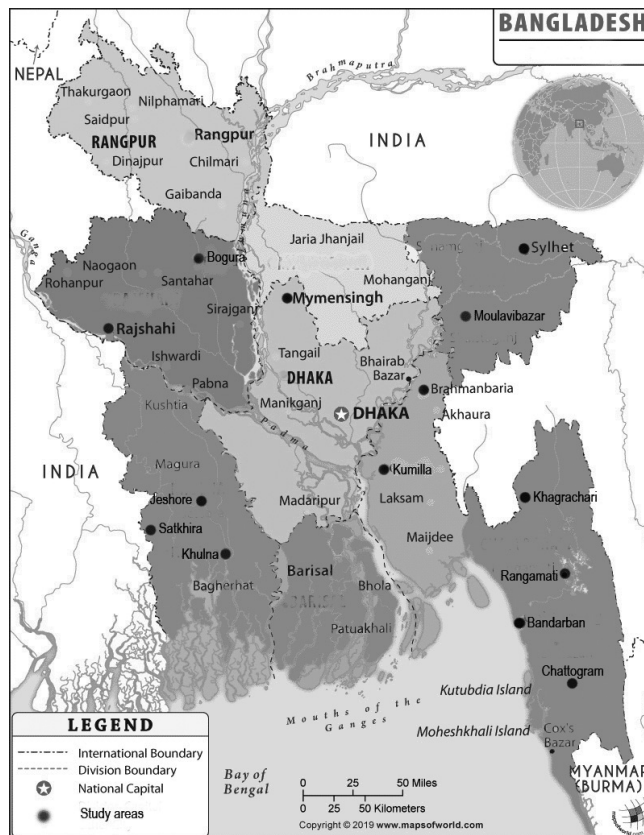 BANGLADESH
NEPAL
Brahmaputra
Thakurgaon
Nilphamari
Saidpur
RANGPUR
Rangpur
INDIA
Dinajpur
Chilmari
Gaibanda
Ganga
Jaria Jhanjail
Sylhet
Bogura
Naogaon
Rohanpur
Santahar
Mohanganj
Sirajganj
Mymensingh
Moulavibazar
Rajshahi
Tangail
Ishwardi
Bhairab
Bazar
DHAKA
Pabna
Brahmanbaria
Manikganj
Kushtia
DHAKA
Akhaura
Padma
INDIA
Magura
Kumilla
Jeshore
Madaripur
Laksam
Khagrachari
Satkhira
Maijdee
Khulna
Barisal
Rangamati
Bagherhat
Bhola
Patuakhali
Bandarban
Chattogram
Kutubdia Island
Mouths of the
Ganges
Moheshkhali Island
Cox's
Bazar
LEGEND
International Boundary
Division Boundary
National Capital
Study areas
Bay of
Bengal
0 25 50 Miles
0 25 50 Kilometers
Copyright © 2019 www.mapsofworld.com
MYANMAR
(BURMA)